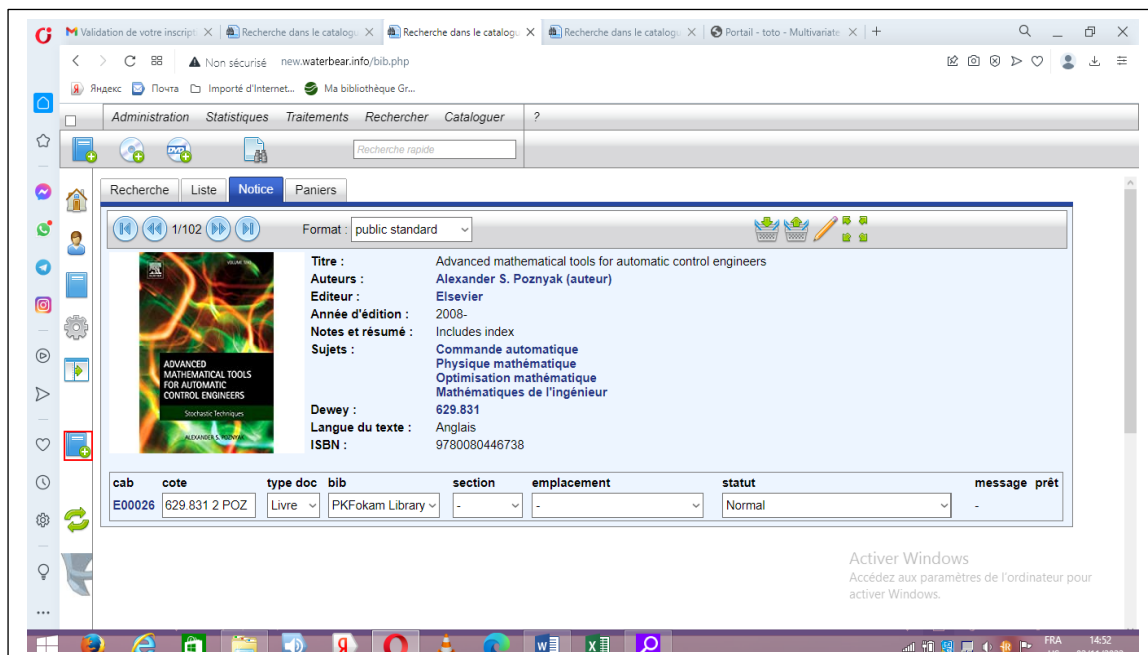 Validation de votre inscripti
Recherche dans le catalogu
Recherche dans le catalogu
Recherche dans le catalogu
Portail - toto - Multivariate
Non sécurisé new.waterbear.info/bib.php
Яндекс Почта Importé d'Internet... Ma bibliothèque Gr...
Administration Statistiques Traitements Rechercher Cataloguer ?
DVD
Recherche rapide
Recherche Liste Notice Paniers
1/102 Format : public standard
Titre : Advanced mathematical tools for automatic control engineers
Auteurs : Alexander S. Poznyak (auteur)
Editeur : Elsevier
Année d'édition : 2008-
Notes et résumé : Includes index
Sujets : Commande automatique
Physique mathématique
Optimisation mathématique
Mathématiques de l'ingénieur
Dewey : 629.831
Langue du texte : Anglais
ISBN : 9780080446738
ADVANCED
MATHEMATICAL TOOLS
FOR AUTOMATIC
CONTROL ENGINEERS
Stochastic Techniques
ALEXANDER S. POZNYAK
cab cote type doc bib section emplacement statut message prêt
E00026 629.831 2 POZ Livre PKFokam Library - - Normal -
Activer Windows
Accédez aux paramètres de l'ordinateur pour
activer Windows.
FRA 14:52